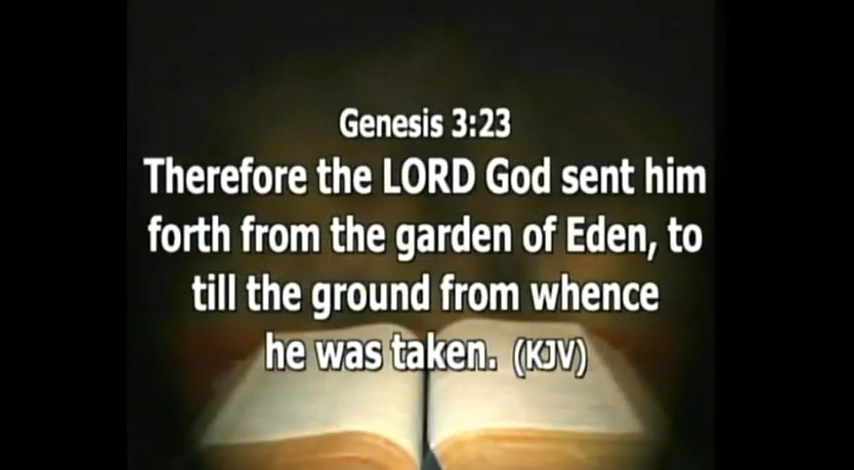 Genesis 3:23
Therefore the LORD God sent him
forth from the garden of Eden, to
till the ground from whence
he was taken. (KJV)